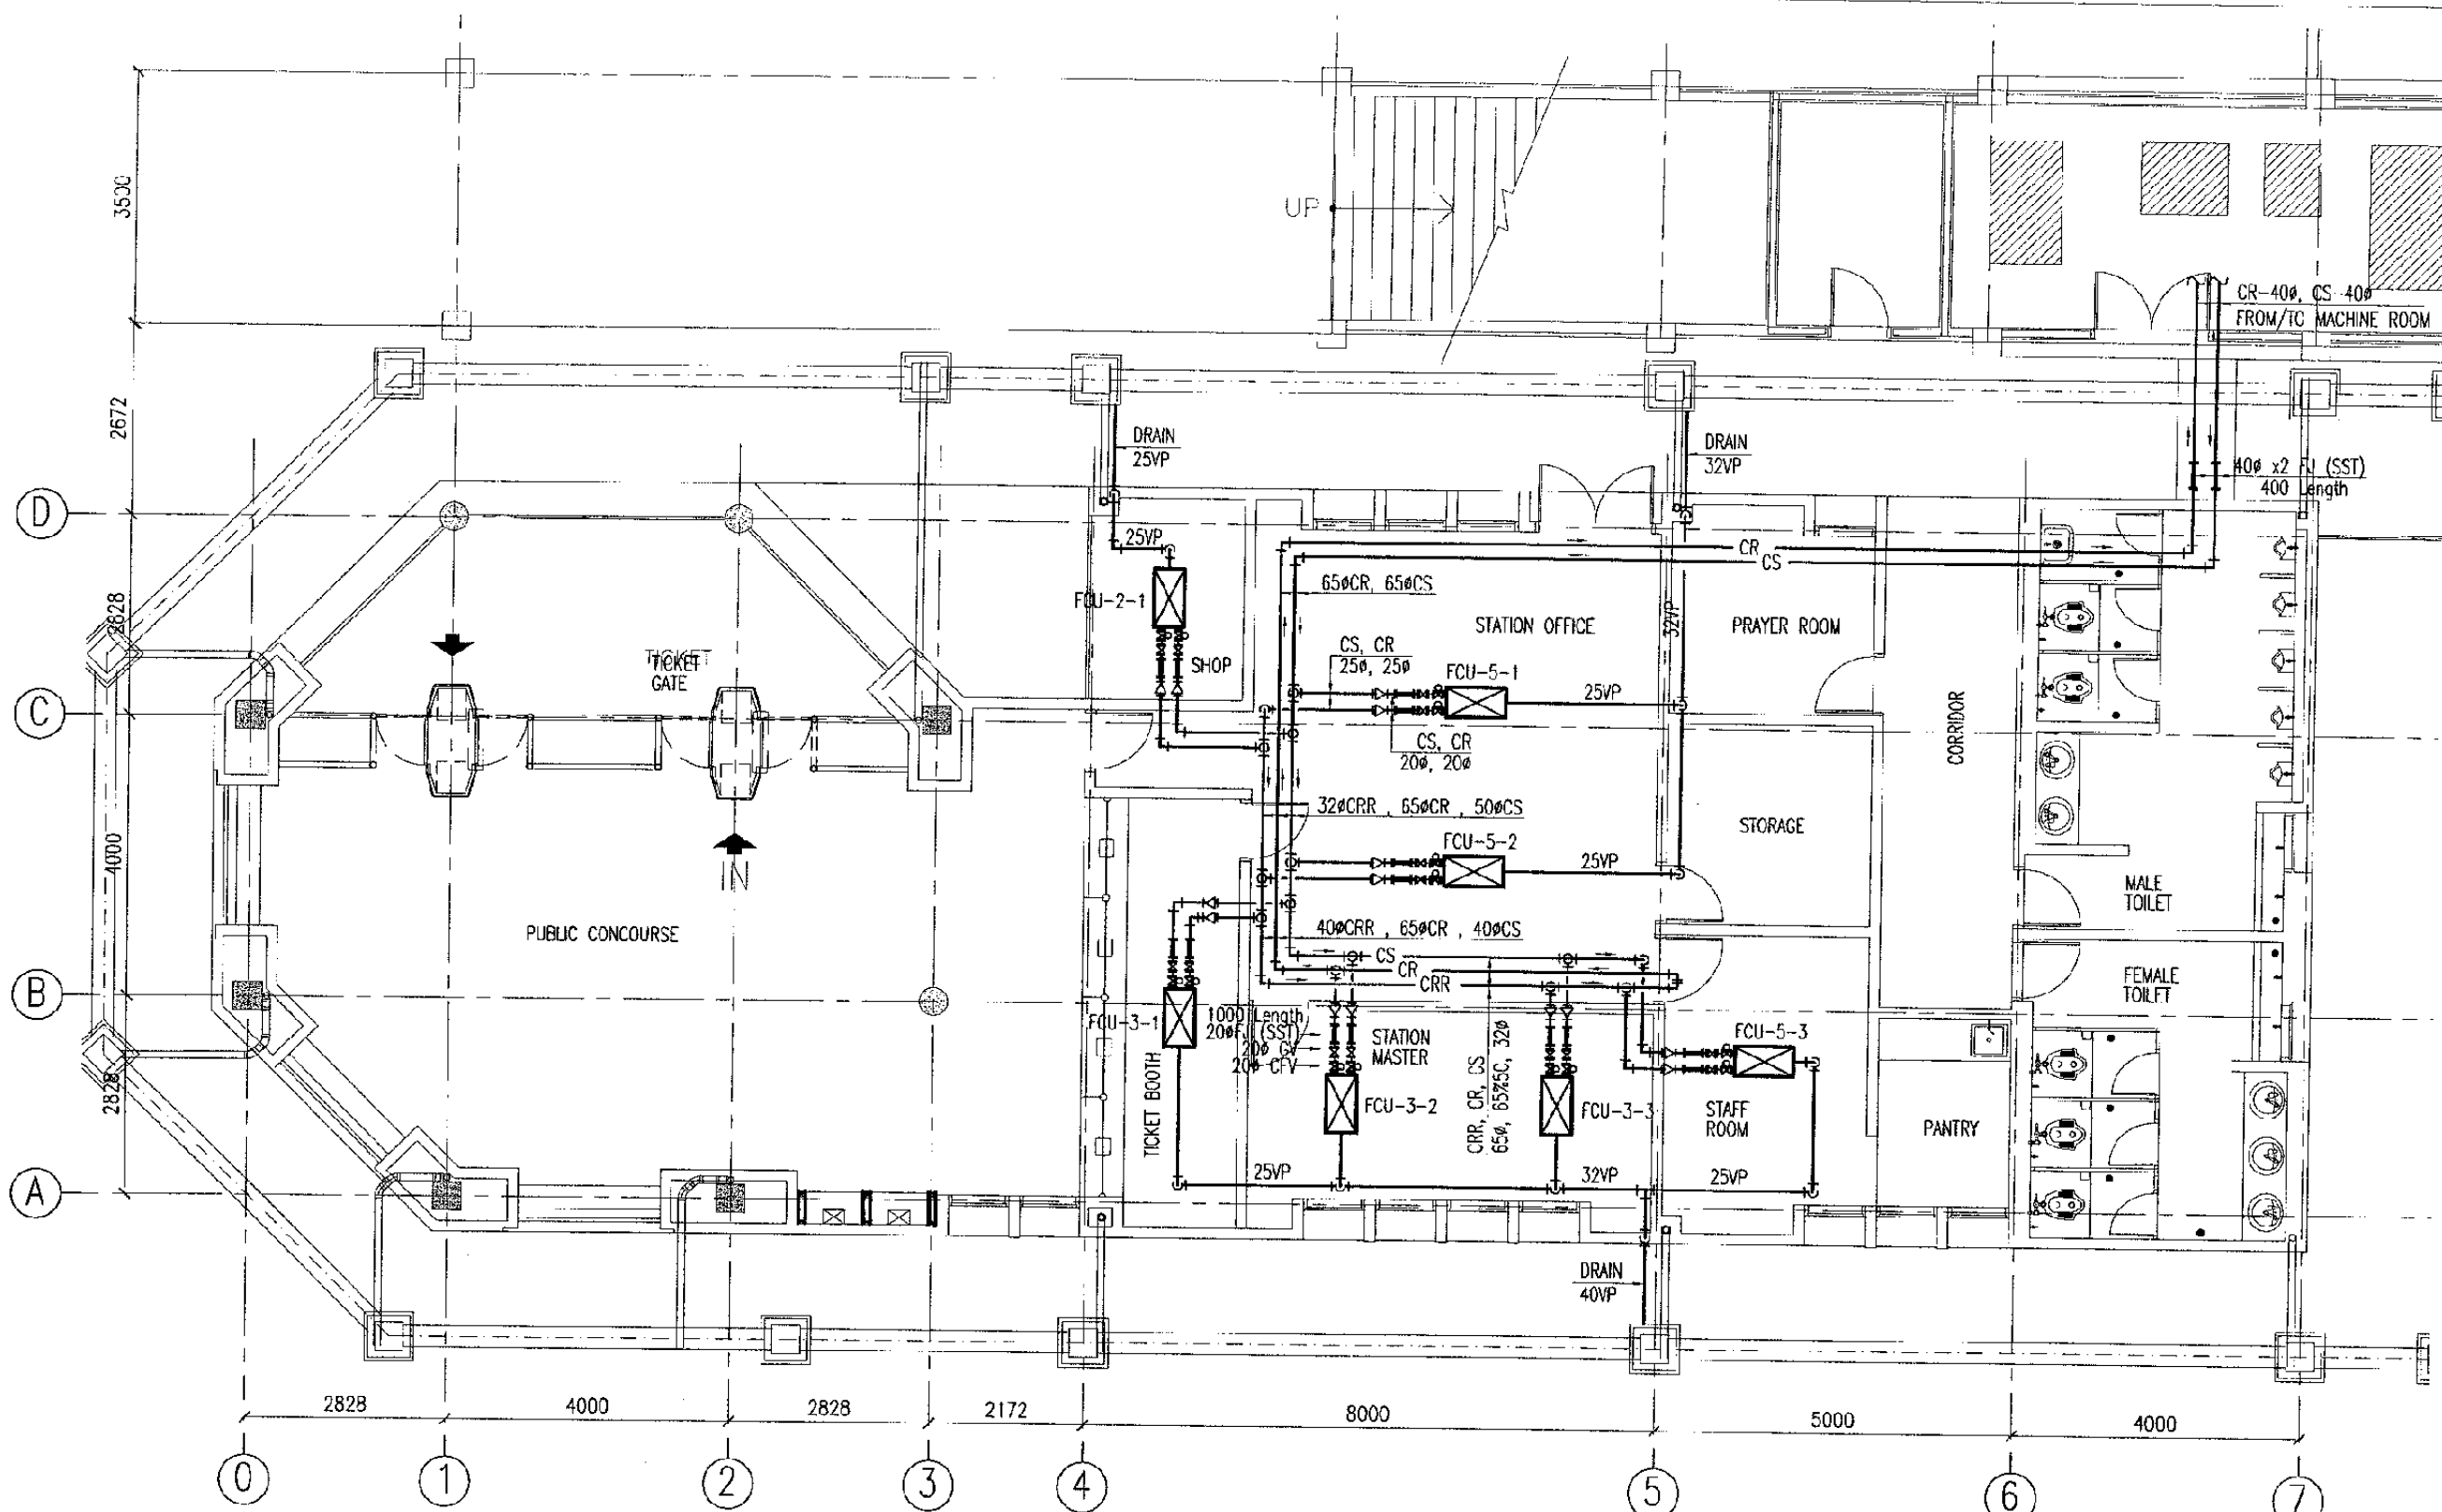 3500
UP
CR-40ø, CS-40ø
FROM/TO MACHINE ROOM
2672
DRAIN
25VP
DRAIN
32VP
40ø x2 FJ (SST)
400 Length
D
25VP
CR
CS
65øCR, 65øCS
FCU-2-1
2828
STATION OFFICE
PRAYER ROOM
32VP
TICKET
TICKET
GATE
SHOP
CS, CR
25ø, 25ø
FCU-5-1
25VP
C
CORRIDOR
CS, CR
20ø, 20ø
32øCRR , 65øCR , 50øCS
STORAGE
4000
FCU-5-2
25VP
IN
MALE
TOILET
PUBLIC CONCOURSE
40øCRR , 65øCR , 40øCS
CS
CR
CRR
FEMALE
TOILET
B
FCU-3-1
1000 Length
20øFJ (SST)
20ø GV
20ø CFV
STATION
MASTER
FCU-5-3
CRR, CR, CS
65ø, 65%%5C, 32ø
2828
TICKET BOOTH
FCU-3-2
FCU-3-3
STAFF
ROOM
PANTRY
A
25VP
32VP
25VP
DRAIN
40VP
2828
4000
2828
2172
8000
5000
4000
0
1
2
3
4
5
6
7